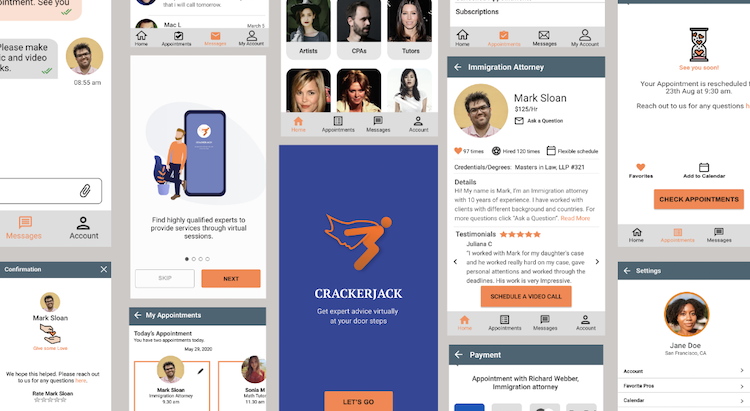 ointment. See you
Please make
ic and video
ks.
08:55 am
Messages
Account
Confirmation
Mark Sloan
Give some Love
We hope this helped. Please reach out
to us for any questions here.
Rate Mark Sloan
that I will call tomorrow.
Mac L
March 5
Home
Appointments
Messages
My Account
CRACKERJACK
Find highly qualified experts to
provide services through virtual
sessions.
SKIP
NEXT
My Appointments
Today's Appointment
You have two appointments today.
May 29, 2020
Mark Sloan
Immigration Attorney
9:30 am
Sonia M
Math Tutor
Artists
CPAs
Tutors
Home
Appointments
Messages
Account
CRACKERJACK
Get expert advice virtually
at your door steps
LET'S GO
Subscriptions
Home
Appointments
Messages
My Account
Immigration Attorney
Mark Sloan
$125/Hr
Ask a Question
97 times
Hired 120 times
Flexible schedule
Credentials/Degrees: Masters in Law, LLP #321
Details
Hi! My name is Mark, I'm an Immigration attorney
with 10 years of experience. I have worked with
clients with different background and countries. For
more questions click "Ask a Question". Read More
Testimonials
Juliana C
"I worked with Mark for my daughter's case
and he worked really hard on my case, gave
personal attentions and worked through the
deadlines. His work is very Impressive.
SCHEDULE A VIDEO CALL
Home
Appointments
Messages
Account
Payment
Appointment with Richard Webber,
Immigration attorney
See you soon!
Your Appointment is rescheduled f
23th Aug at 9:30 am.
Reach out to us for any questions h
Favorites
Add to Calendar
CHECK APPOINTMENTS
Home
Appointments
Messages
Settings
Jane Doe
San Francisco, CA
Account
Favorite Pros
Calendar